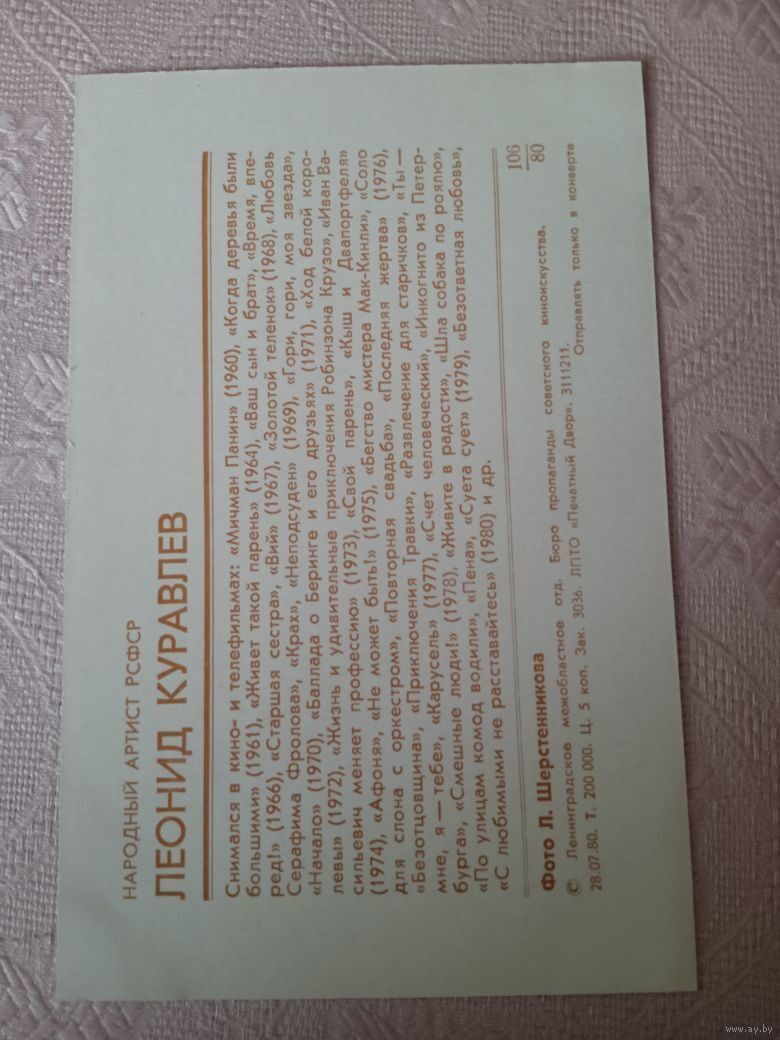 НАРОДНЫЙ АРТИСТ РСФСР
ЛЕОНИД КУРАВЛЕВ
Снимался в кино- и телефильмах: «Мичман Панин» (1960), «Когда деревья были
большими» (1961), «Живет такой парень» (1964), «Ваш сын и брат», «Время, впе-
ред!» (1966), «Старшая сестра», «Вий» (1967), «Золотой теленок» (1968), «Любовь
Серафима Фролова», «Крах», «Неподсуден» (1969), «Гори, гори, моя звезда»,
«Начало» (1970), «Баллада о Беринге и его друзьях» (1971), «Ход белой коро-
левы» (1972), «Жизнь и удивительные приключения Робинзона Крузо», «Иван Ва-
сильевич меняет профессию» (1973), «Свой парень», «Кыш и Двапортфеля»
(1974), «Афоня», «Не может быть!» (1975), «Бегство мистера Мак-Кинли», «Соло
для слона с оркестром», «Повторная свадьба», «Последняя жертва» (1976),
«Безотцовщина», «Приключения Травки», «Развлечение для старичков», «Ты —
мне, я — тебе», «Карусель» (1977), «Счет человеческий», «Инкогнито из Петер-
бурга», «Смешные люди!» (1978), «Живите в радости», «Шла собака по роялю»,
«По улицам комод водили», «Пена», «Суета сует» (1979), «Безответная любовь»,
«С любимыми не расставайтесь» (1980) и др.
Фото Л. Шерстенникова
106
80
© Ленинградское межобластное отд. Бюро пропаганды советского киноискусства.
28.07.80. Т. 200 000. Ц. 5 коп. Зак. 3036. ЛПТО «Печатный Двор». 3111211.
Отправлять только в конверте
www.ay.by